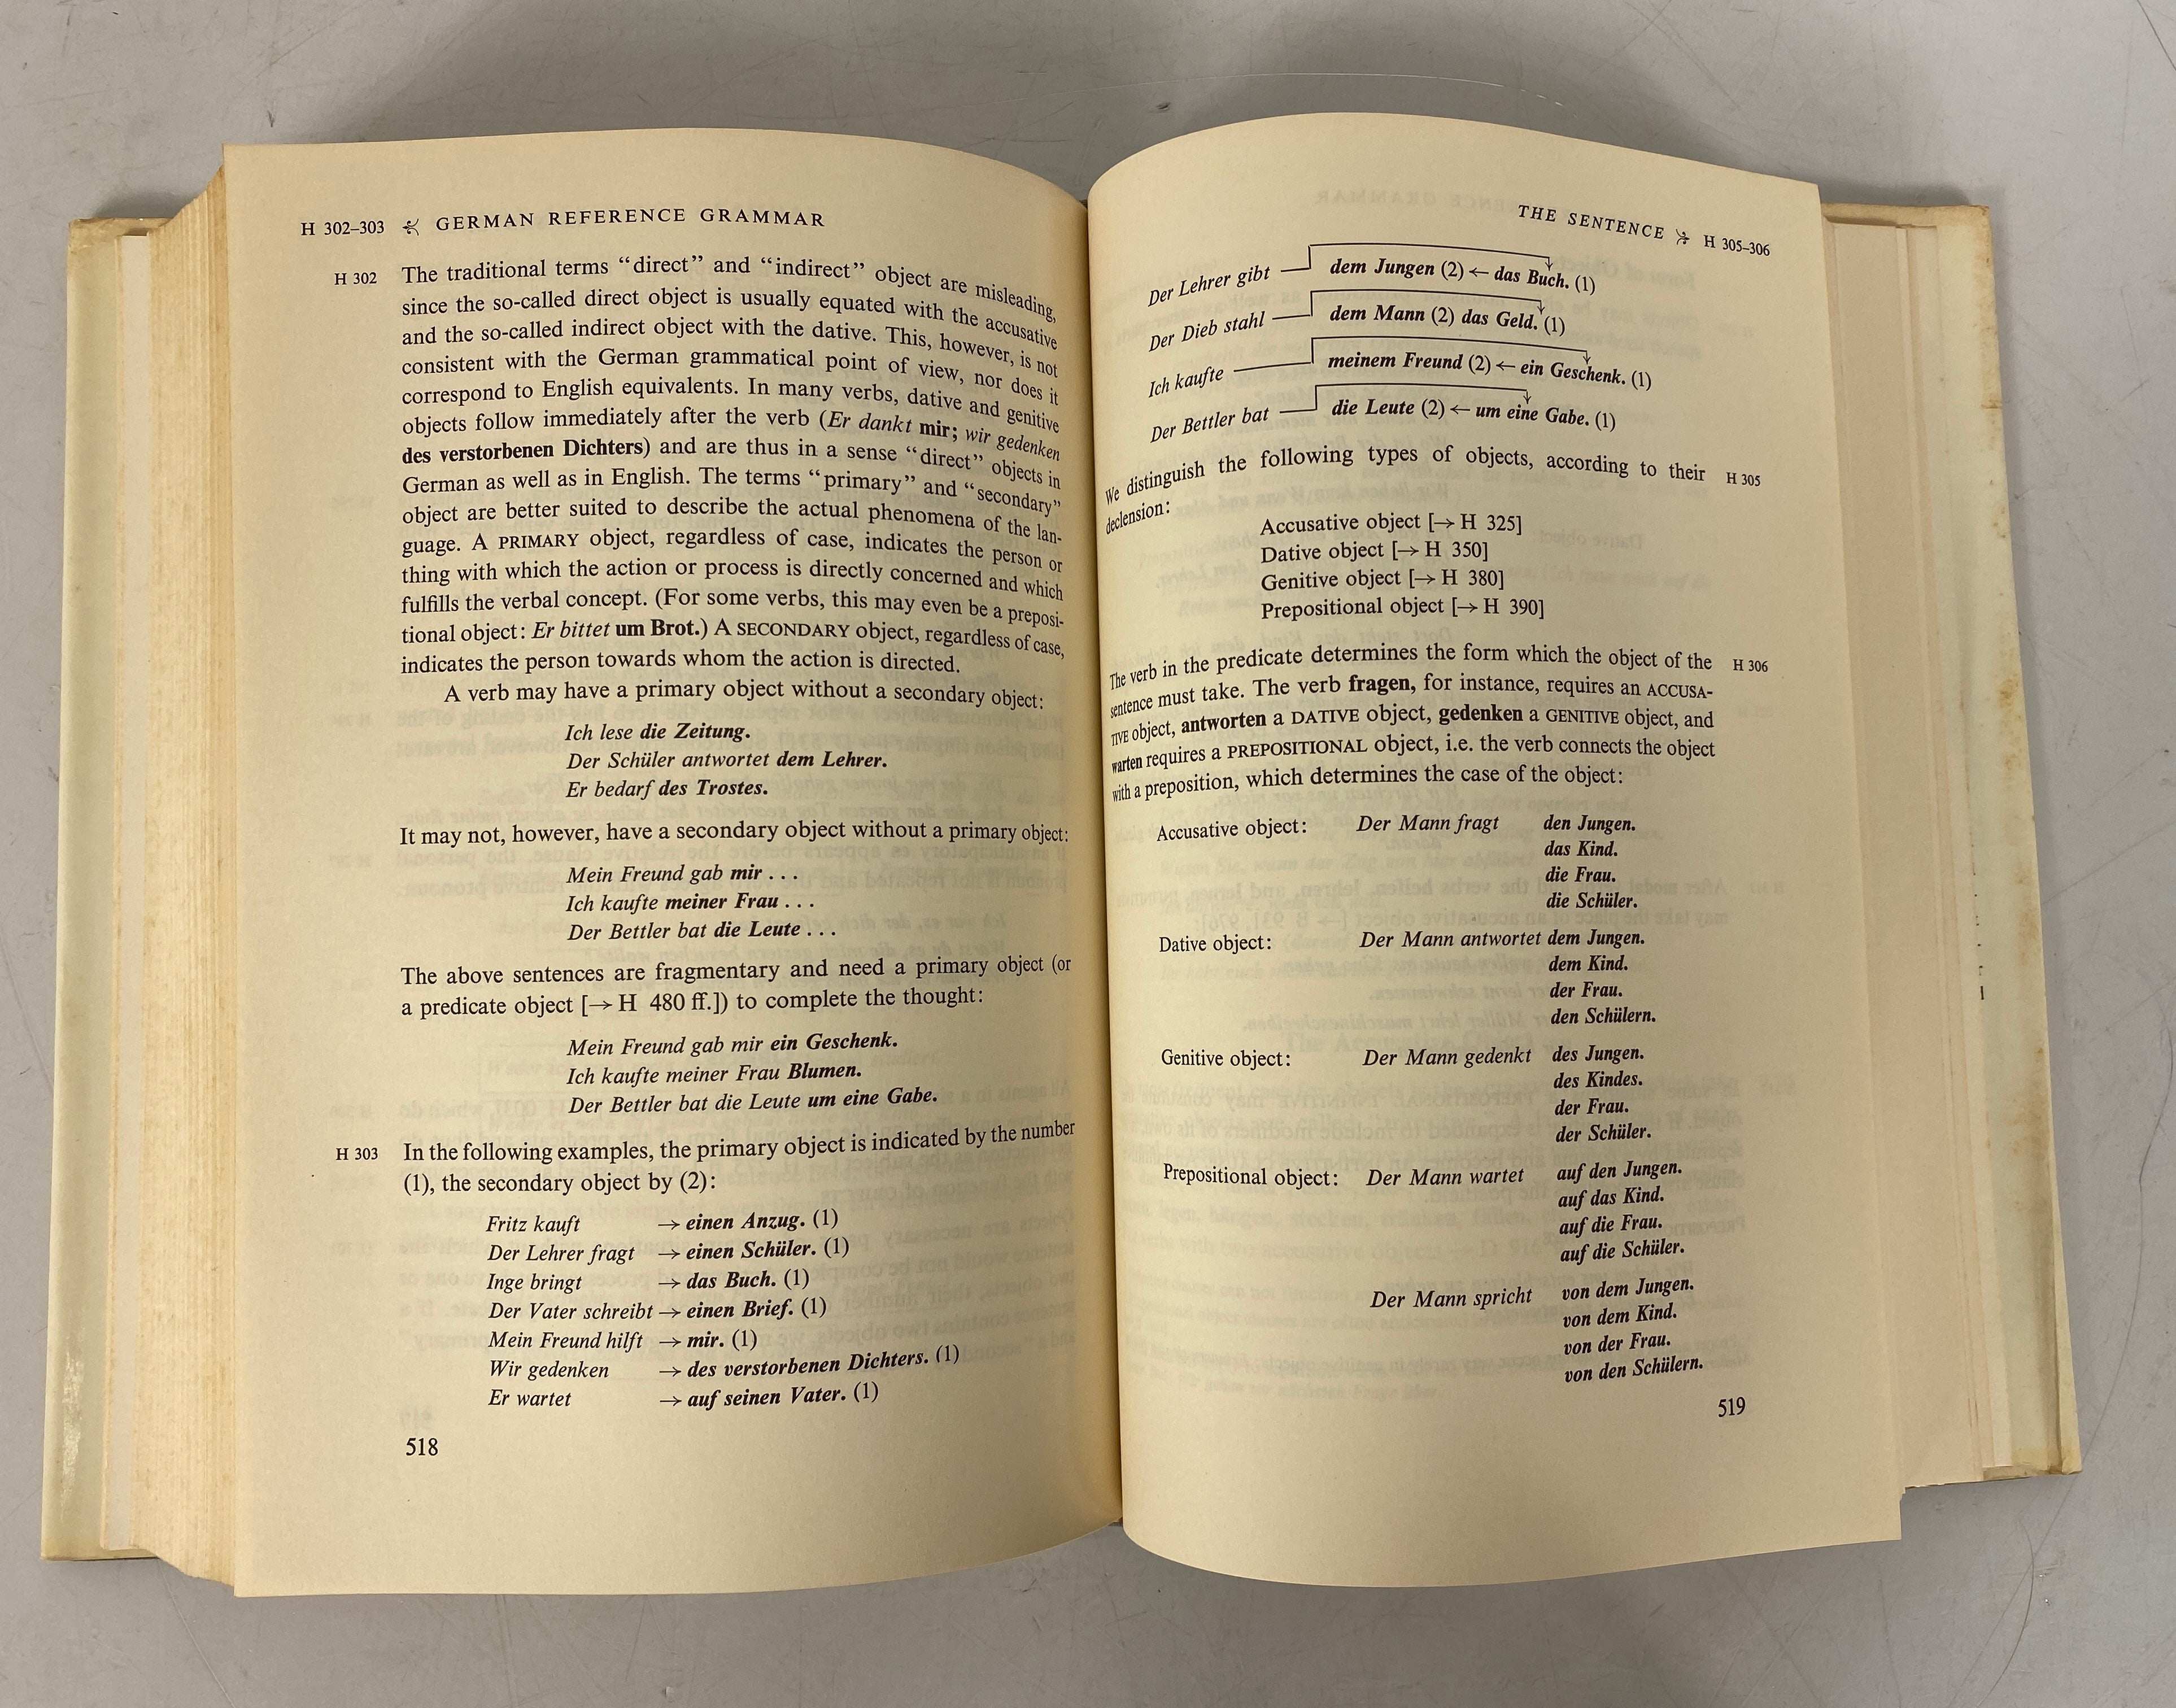 H 302–303 GERMAN REFERENCE GRAMMAR
H 302 The traditional terms “direct” and “indirect” object are misleading,
since the so-called direct object is usually equated with the accusative
and the so-called indirect object with the dative. This, however, is not
consistent with the German grammatical point of view, nor does it
correspond to English equivalents. In many verbs, dative and genitive
objects follow immediately after the verb (Er dankt mir; wir gedenken
des verstorbenen Dichters) and are thus in a sense “direct” objects in
German as well as in English. The terms “primary” and “secondary”
object are better suited to describe the actual phenomena of the lan-
guage. A PRIMARY object, regardless of case, indicates the person or
thing with which the action or process is directly concerned and which
fulfills the verbal concept. (For some verbs, this may even be a preposi-
tional object: Er bittet um Brot.) A SECONDARY object, regardless of case,
indicates the person towards whom the action is directed.
A verb may have a primary object without a secondary object:
Ich lese die Zeitung.
Der Schüler antwortet dem Lehrer.
Er bedarf des Trostes.
It may not, however, have a secondary object without a primary object:
Mein Freund gab mir . . .
Ich kaufte meiner Frau . . .
Der Bettler bat die Leute . . .
The above sentences are fragmentary and need a primary object (or
a predicate object [→ H 480 ff.]) to complete the thought:
Mein Freund gab mir ein Geschenk.
Ich kaufte meiner Frau Blumen.
Der Bettler bat die Leute um eine Gabe.
H 303 In the following examples, the primary object is indicated by the number
(1), the secondary object by (2):
Fritz kauft → einen Anzug. (1)
Der Lehrer fragt → einen Schüler. (1)
Inge bringt → das Buch. (1)
Der Vater schreibt → einen Brief. (1)
Mein Freund hilft → mir. (1)
Wir gedenken → des verstorbenen Dichters. (1)
Er wartet → auf seinen Vater. (1)
518
THE SENTENCE H 305–306
Der Lehrer gibt dem Jungen (2) ← das Buch. (1)
Der Dieb stahl dem Mann (2) das Geld. (1)
Ich kaufte meinem Freund (2) ← ein Geschenk. (1)
Der Bettler bat die Leute (2) ← um eine Gabe. (1)
We distinguish the following types of objects, according to their H 305
declension:
Accusative object [→ H 325]
Dative object [→ H 350]
Genitive object [→ H 380]
Prepositional object [→ H 390]
The verb in the predicate determines the form which the object of the H 306
sentence must take. The verb fragen, for instance, requires an ACCUSA-
TIVE object, antworten a DATIVE object, gedenken a GENITIVE object, and
warten requires a PREPOSITIONAL object, i.e. the verb connects the object
with a preposition, which determines the case of the object:
Accusative object: Der Mann fragt den Jungen.
das Kind.
die Frau.
die Schüler.
Dative object: Der Mann antwortet dem Jungen.
dem Kind.
der Frau.
den Schülern.
Genitive object: Der Mann gedenkt des Jungen.
des Kindes.
der Frau.
der Schüler.
Prepositional object: Der Mann wartet auf den Jungen.
auf das Kind.
auf die Frau.
auf die Schüler.
Der Mann spricht von dem Jungen.
von dem Kind.
von der Frau.
von den Schülern.
519